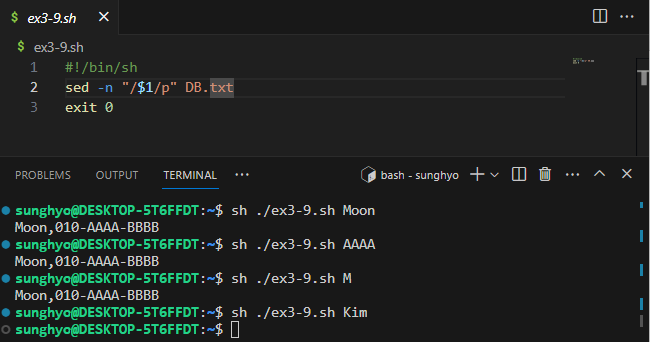 $ ex3-9.sh ×
$ ex3-9.sh
1 #!/bin/sh
2 sed -n "/$1/p" DB.txt
3 exit 0
PROBLEMS OUTPUT TERMINAL ··· bash - sunghyo
sunghyo@DESKTOP-5T6FFDT:~$ sh ./ex3-9.sh Moon
Moon,010-AAAA-BBBB
sunghyo@DESKTOP-5T6FFDT:~$ sh ./ex3-9.sh AAAA
Moon,010-AAAA-BBBB
sunghyo@DESKTOP-5T6FFDT:~$ sh ./ex3-9.sh M
Moon,010-AAAA-BBBB
sunghyo@DESKTOP-5T6FFDT:~$ sh ./ex3-9.sh Kim
sunghyo@DESKTOP-5T6FFDT:~$